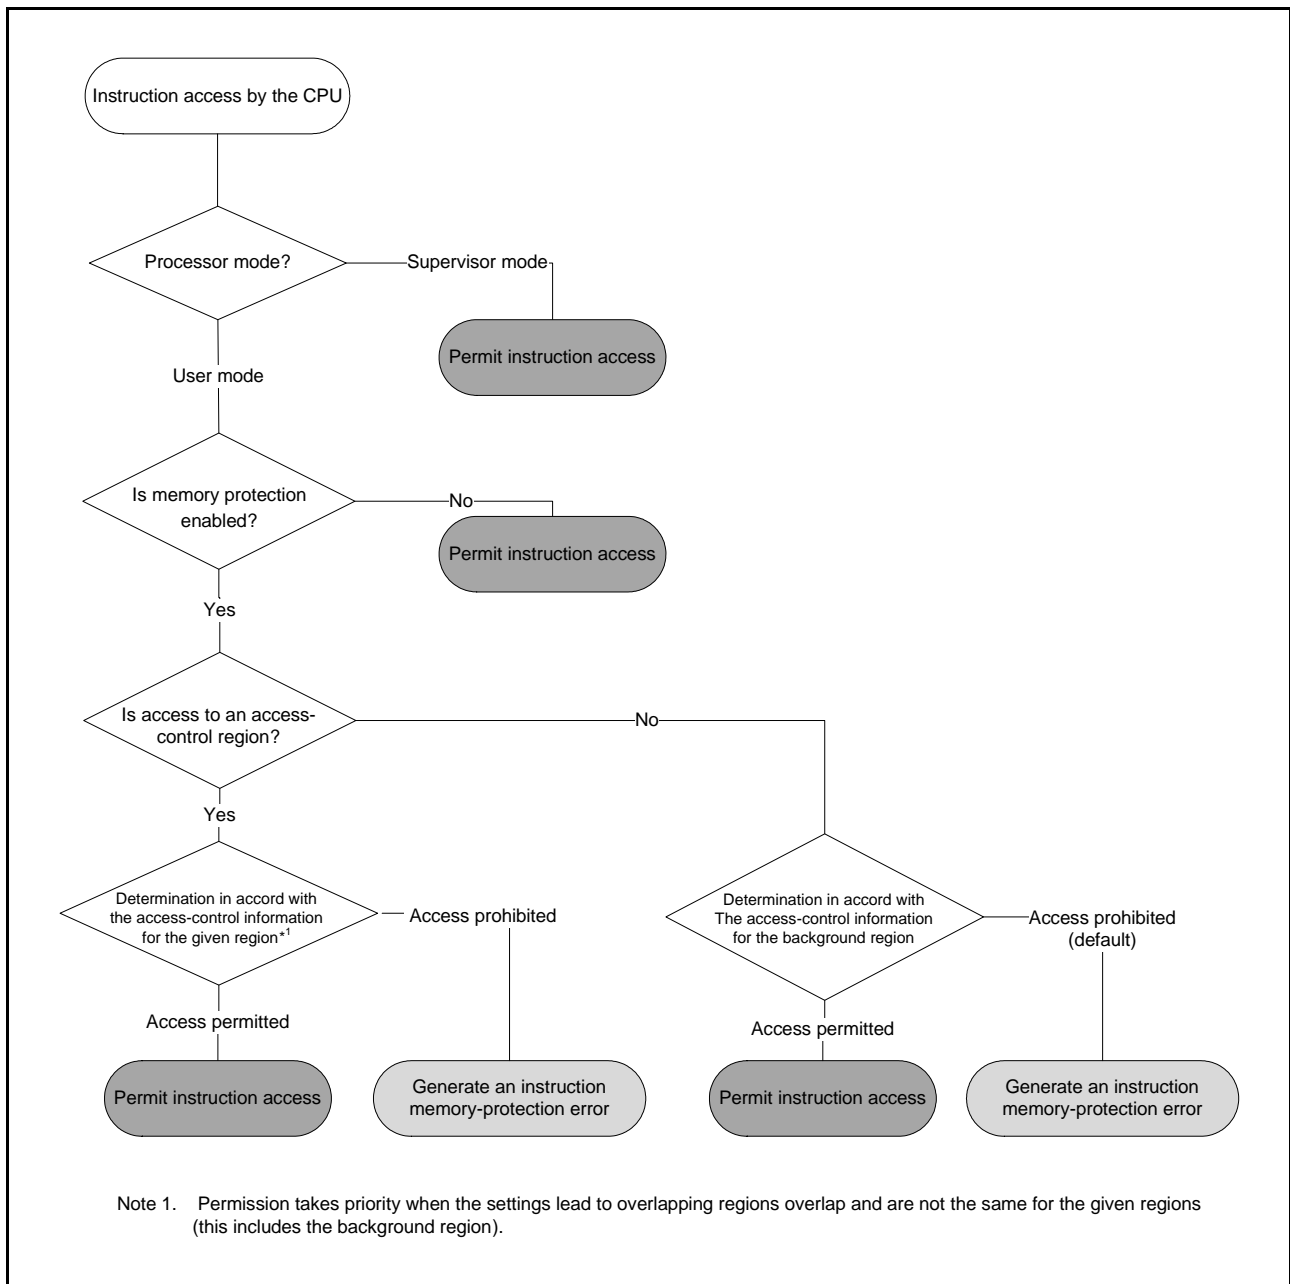 Instruction access by the CPU
Processor mode?
Supervisor mode
Permit instruction access
User mode
Is memory protection
enabled?
No
Permit instruction access
Yes
Is access to an access-
control region?
No
Yes
Determination in accord with
the access-control information
for the given region*1
Access prohibited
Determination in accord with
The access-control information
for the background region
Access prohibited
(default)
Access permitted
Access permitted
Permit instruction access
Generate an instruction
memory-protection error
Permit instruction access
Generate an instruction
memory-protection error
Note 1. Permission takes priority when the settings lead to overlapping regions overlap and are not the same for the given regions
(this includes the background region).